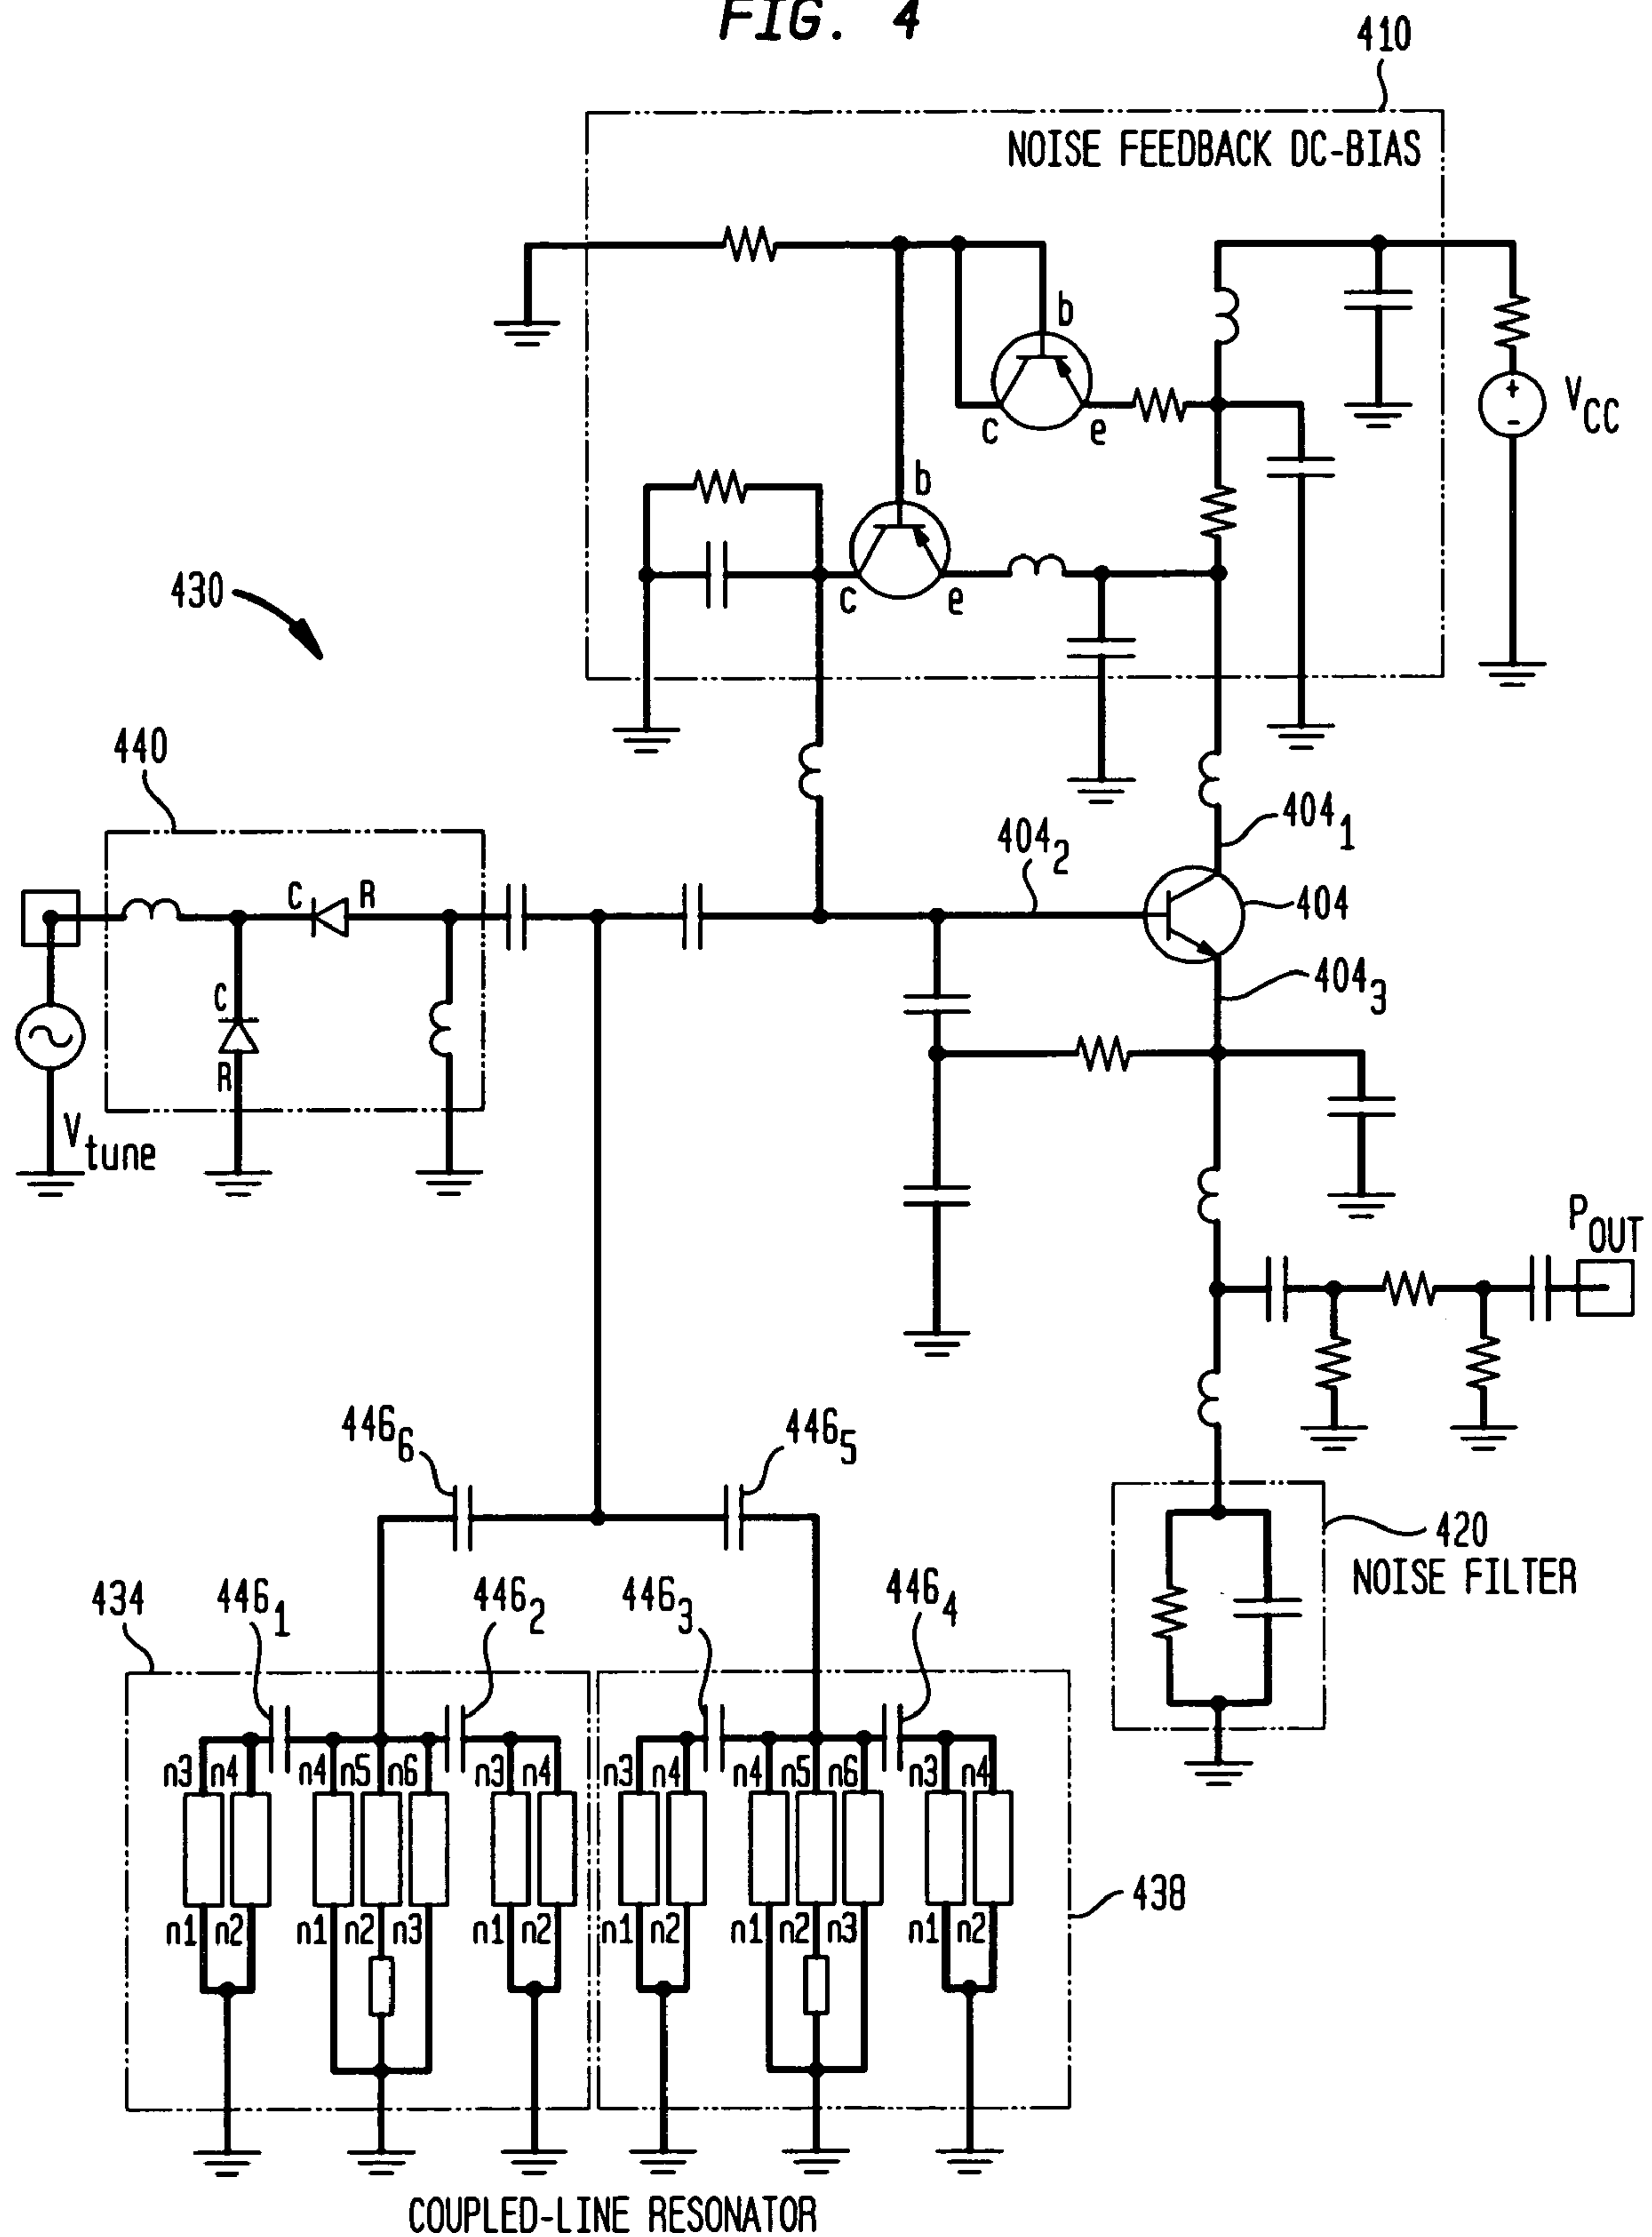 FIG. 4
410
NOISE FEEDBACK DC-BIAS
b
c
e
VCC
b
c
e
430
440
C
R
C
R
Vtune
404₂
404₁
404
404₃
POUT
446₆
446₅
420
NOISE FILTER
434
446₁
446₂
446₃
446₄
n3 n4 n4 n5 n6 n3 n4 n3 n4 n4 n5 n6 n3 n4
n1 n2 n1 n2 n3 n1 n2 n1 n2 n1 n2 n3 n1 n2
438
COUPLED-LINE RESONATOR